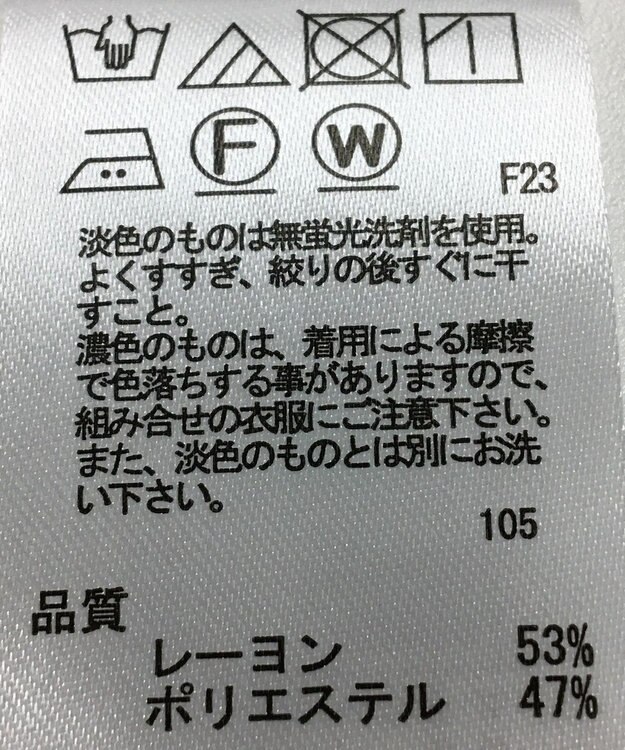 F
W
F23
淡色のものは無蛍光洗剤を使用。
よくすすぎ、絞りの後すぐに干
すこと。
濃色のものは、着用による摩擦
で色落ちする事がありますので、
組み合せの衣服にご注意下さい。
また、淡色のものとは別にお洗
い下さい。
105
品質
レーヨン 53%
ポリエステル 47%